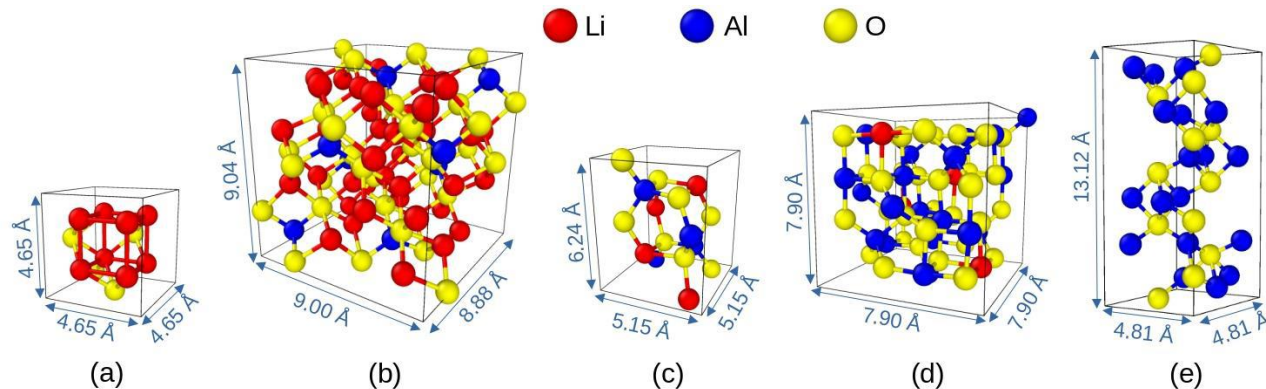 Li Al O
4.65 Å
4.65 Å
4.65 Å
(a)
9.04 Å
9.00 Å
8.88 Å
(b)
6.24 Å
5.15 Å
5.15 Å
(c)
7.90 Å
7.90 Å
7.90 Å
(d)
13.12 Å
4.81 Å
4.81 Å
(e)